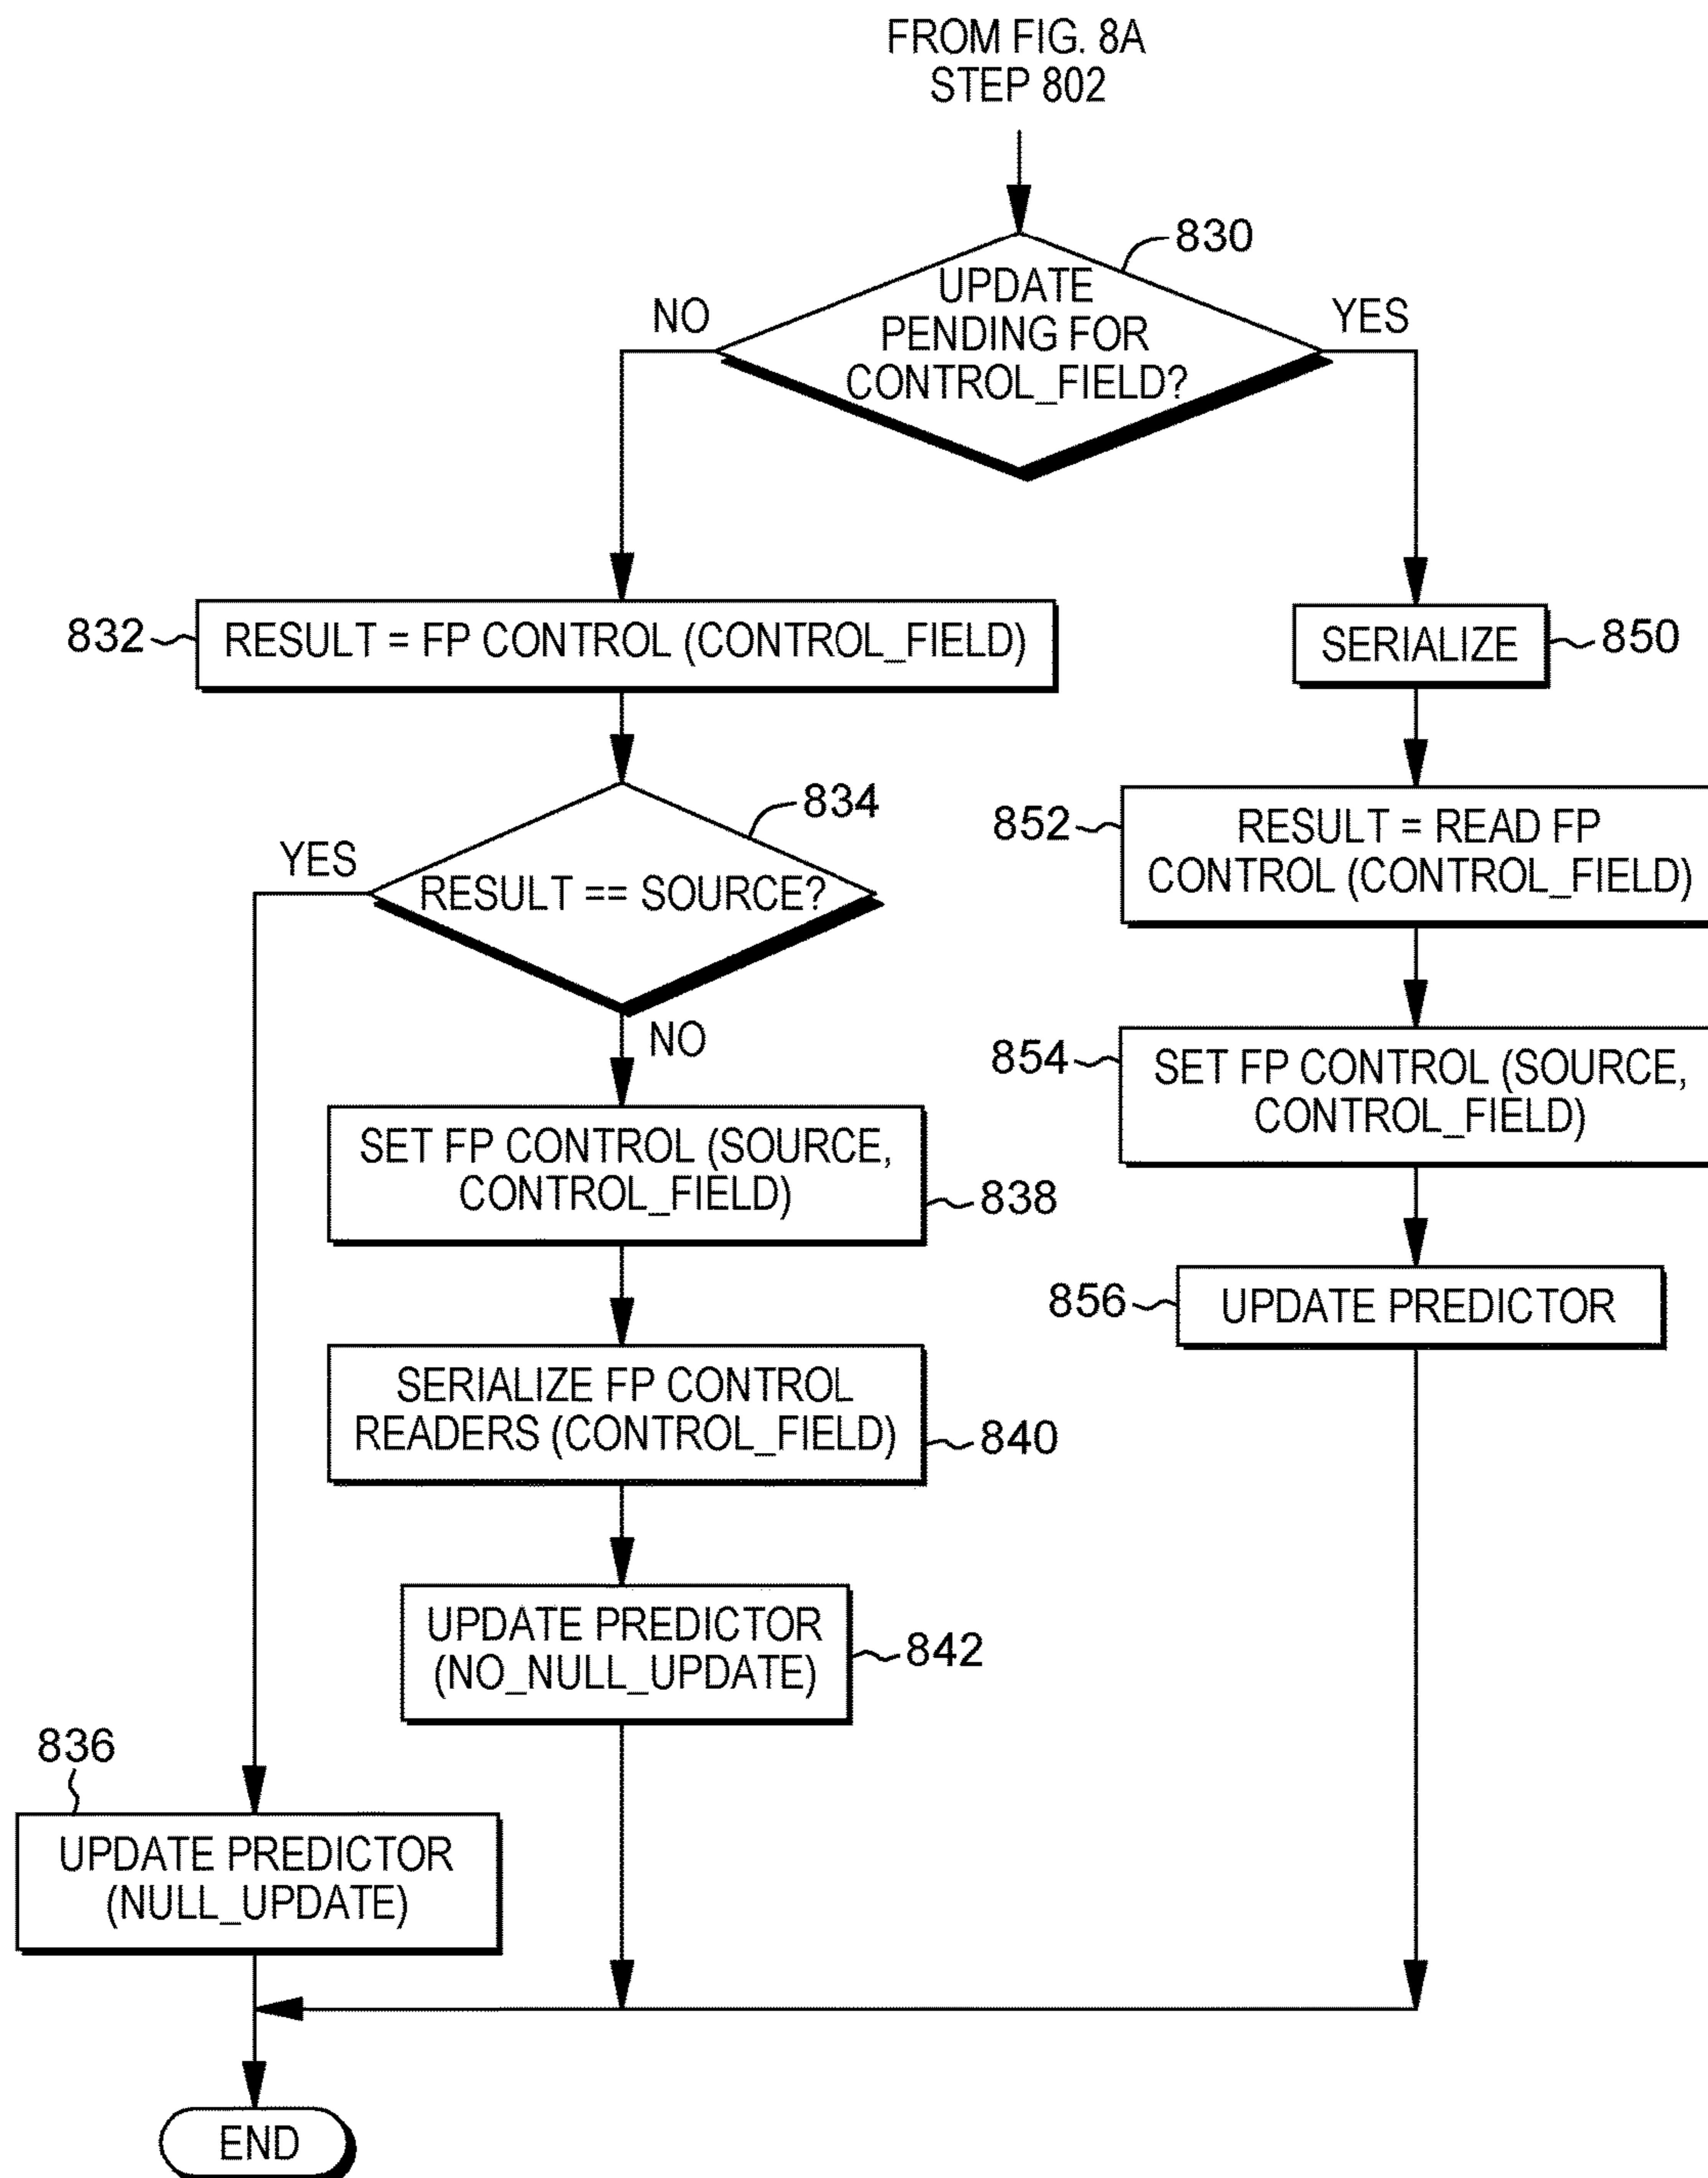 FROM FIG. 8A
STEP 802
830
UPDATE
PENDING FOR
CONTROL_FIELD?
NO
YES
832
RESULT = FP CONTROL (CONTROL_FIELD)
SERIALIZE
850
834
YES
RESULT == SOURCE?
NO
852
RESULT = READ FP
CONTROL (CONTROL_FIELD)
838
SET FP CONTROL (SOURCE,
CONTROL_FIELD)
854
SET FP CONTROL (SOURCE,
CONTROL_FIELD)
SERIALIZE FP CONTROL
READERS (CONTROL_FIELD)
840
856
UPDATE PREDICTOR
UPDATE PREDICTOR
(NO_NULL_UPDATE)
842
836
UPDATE PREDICTOR
(NULL_UPDATE)
END